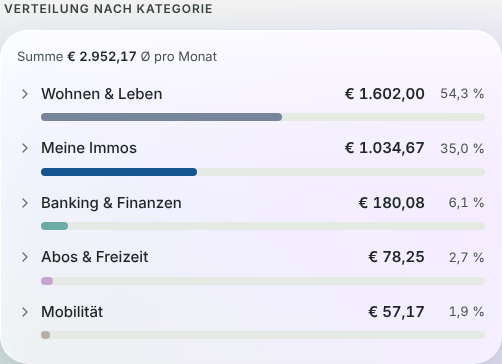 VERTEILUNG NACH KATEGORIE
Summe € 2.952,17 Ø pro Monat
Wohnen & Leben € 1.602,00 54,3 %
Meine Immos € 1.034,67 35,0 %
Banking & Finanzen € 180,08 6,1 %
Abos & Freizeit € 78,25 2,7 %
Mobilität € 57,17 1,9 %